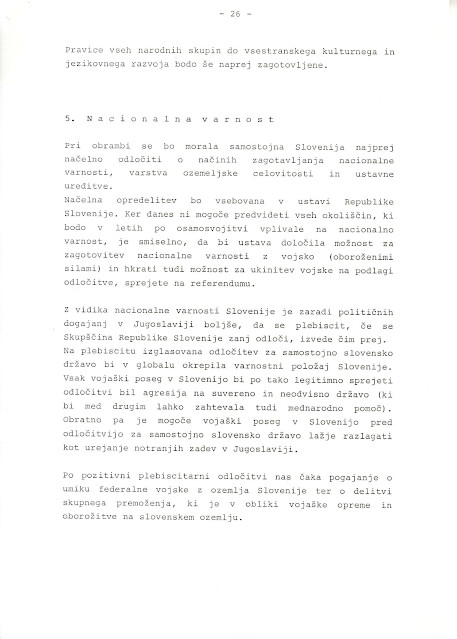 - 26 -
Pravice vseh narodnih skupin do vsestranskega kulturnega in
jezikovnega razvoja bodo še naprej zagotovljene.
5. N a c i o n a l n a v a r n o s t
Pri obrambi se bo morala samostojna Slovenija najprej
načelno odločiti o načinih zagotavljanja nacionalne
varnosti, varstva ozemeljske celovitosti in ustavne
ureditve.
Načelna opredelitev bo vsebovana v ustavi Republike
Slovenije. Ker danes ni mogoče predvideti vseh okoliščin, ki
bodo v letih po osamosvojitvi vplivale na nacionalno
varnost, je smiselno, da bi ustava določila možnost za
zagotovitev nacionalne varnosti z vojsko (oboroženimi
silami) in hkrati tudi možnost za ukinitev vojske na podlagi
odločitve, sprejete na referendumu.
Z vidika nacionalne varnosti Slovenije je zaradi političnih
dogajanj v Jugoslaviji boljše, da se plebiscit, če se
Skupščina Republike Slovenije zanj odloči, izvede čim prej.
Na plebiscitu izglasovana odločitev za samostojno slovensko
državo bi v globalu okrepila varnostni položaj Slovenije.
Vsak vojaški poseg v Slovenijo bi po tako legitimno sprejeti
odločitvi bil agresija na suvereno in neodvisno državo (ki
bi med drugim lahko zahtevala tudi mednarodno pomoč).
Obratno pa je mogoče vojaški poseg v Slovenijo pred
odločitvijo za samostojno slovensko državo lažje razlagati
kot urejanje notranjih zadev v Jugoslaviji.
Po pozitivni plebiscitarni odločitvi nas čaka pogajanje o
umiku federalne vojske z ozemlja Slovenije ter o delitvi
skupnega premoženja, ki je v obliki vojaške opreme in
oborožitve na slovenskem ozemlju.